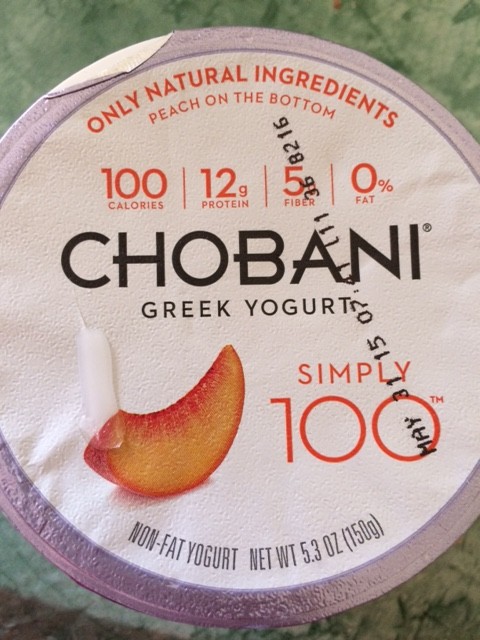 ONLY NATURAL INGREDIENTS
PEACH ON THE BOTTOM
100 12g 5 0%
CALORIES PROTEIN FIBER FAT
CHOBANI®
GREEK YOGURT
SIMPLY
100™
MAY 31 15
NON-FAT YOGURT NET WT 5.3 OZ (150g)